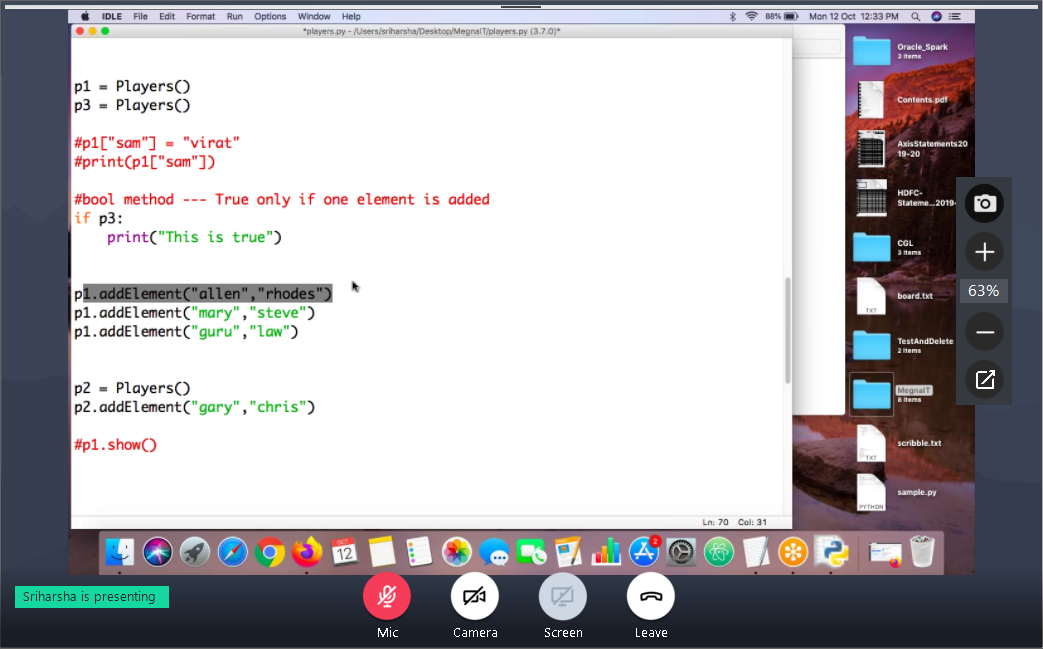 IDLE File Edit Format Run Options Window Help 88% Mon 12 Oct 12:33 PM
*players.py - /Users/sriharsha/Desktop/MegnaIT/players.py (3.7.0)*
p1 = Players()
p3 = Players()
#p1["sam"] = "virat"
#print(p1["sam"])
#bool method --- True only if one element is added
if p3:
print("This is true")
p1.addElement("allen","rhodes")
p1.addElement("mary","steve")
p1.addElement("guru","law")
p2 = Players()
p2.addElement("gary","chris")
#p1.show()
Ln: 70 Col: 31
Oracle_Spark
3 items
Contents.pdf
AxisStatements2
019-20
HDFC-
Stateme...2019-
CGL
3 items
board.txt
TXT
TestAndDelete
2 items
MegnaIT
8 items
scribble.txt
TXT
sample.py
PYTHON
63%
OCT
12
2
Sriharsha is presenting
Mic
Camera
Screen
Leave